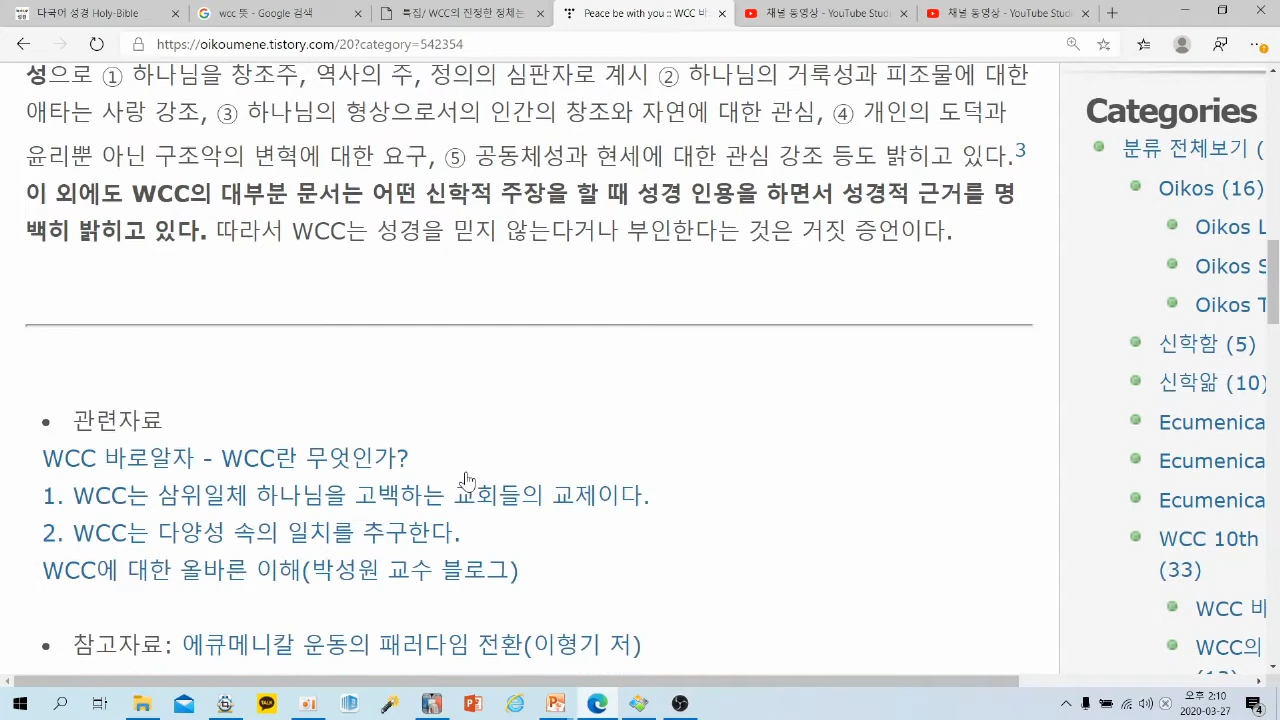 다국어 성경 Holy-Bible
wcc 뜻 - Google 검색
특집/ WCC의 진정한 정체는
Peace be with you :: WCC 바
채널 동영상 - YouTube Studi
채널 동영상 - YouTube Studi
https://oikoumene.tistory.com/20?category=542354
성으로 ① 하나님을 창조주, 역사의 주, 정의의 심판자로 계시 ② 하나님의 거룩성과 피조물에 대한
애타는 사랑 강조, ③ 하나님의 형상으로서의 인간의 창조와 자연에 대한 관심, ④ 개인의 도덕과
윤리뿐 아닌 구조악의 변혁에 대한 요구, ⑤ 공동체성과 현세에 대한 관심 강조 등도 밝히고 있다.3
이 외에도 WCC의 대부분 문서는 어떤 신학적 주장을 할 때 성경 인용을 하면서 성경적 근거를 명
백히 밝히고 있다. 따라서 WCC는 성경을 믿지 않는다거나 부인한다는 것은 거짓 증언이다.
• 관련자료
WCC 바로알자 - WCC란 무엇인가?
1. WCC는 삼위일체 하나님을 고백하는 교회들의 교제이다.
2. WCC는 다양성 속의 일치를 추구한다.
WCC에 대한 올바른 이해(박성원 교수 블로그)
• 참고자료: 에큐메니칼 운동의 패러다임 전환(이형기 저)
Categories
분류 전체보기 (
Oikos (16)
Oikos L
Oikos S
Oikos T
신학함 (5)
신학앎 (10)
Ecumenica
Ecumenica
Ecumenica
WCC 10th
(33)
WCC 바
WCC의
TALK
오후 2:10
2020-03-27
4